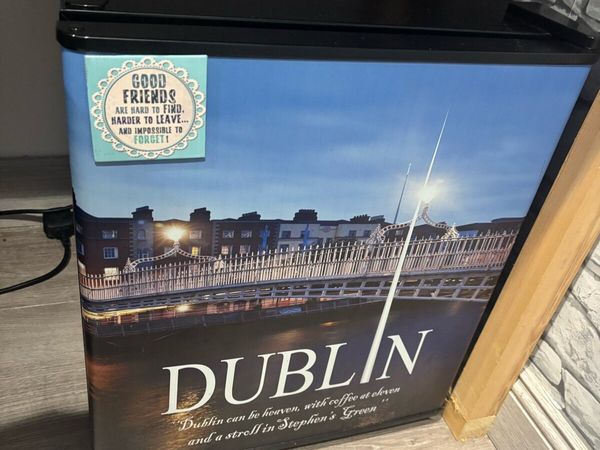 GOOD
FRIENDS
ARE HARD TO FIND,
HARDER TO LEAVE...
AND IMPOSSIBLE TO
FORGET!
DUBLIN
"Dublin can be heaven, with coffee at eleven
and a stroll in Stephen's Green"